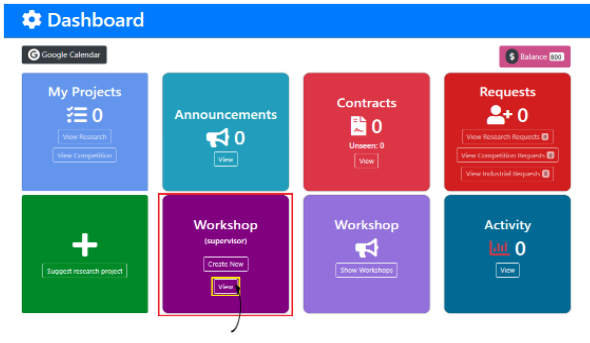 Dashboard
Google Calendar
Balance 800
My Projects
0
View Research
View Competition
Announcements
0
View
Contracts
0
Unseen: 0
View
Requests
0
View Research Requests 0
View Competition Requests 0
View Industrial Requests 0
Suggest research project
Workshop
(supervisor)
Create New
View
Workshop
Show Workshops
Activity
0
View